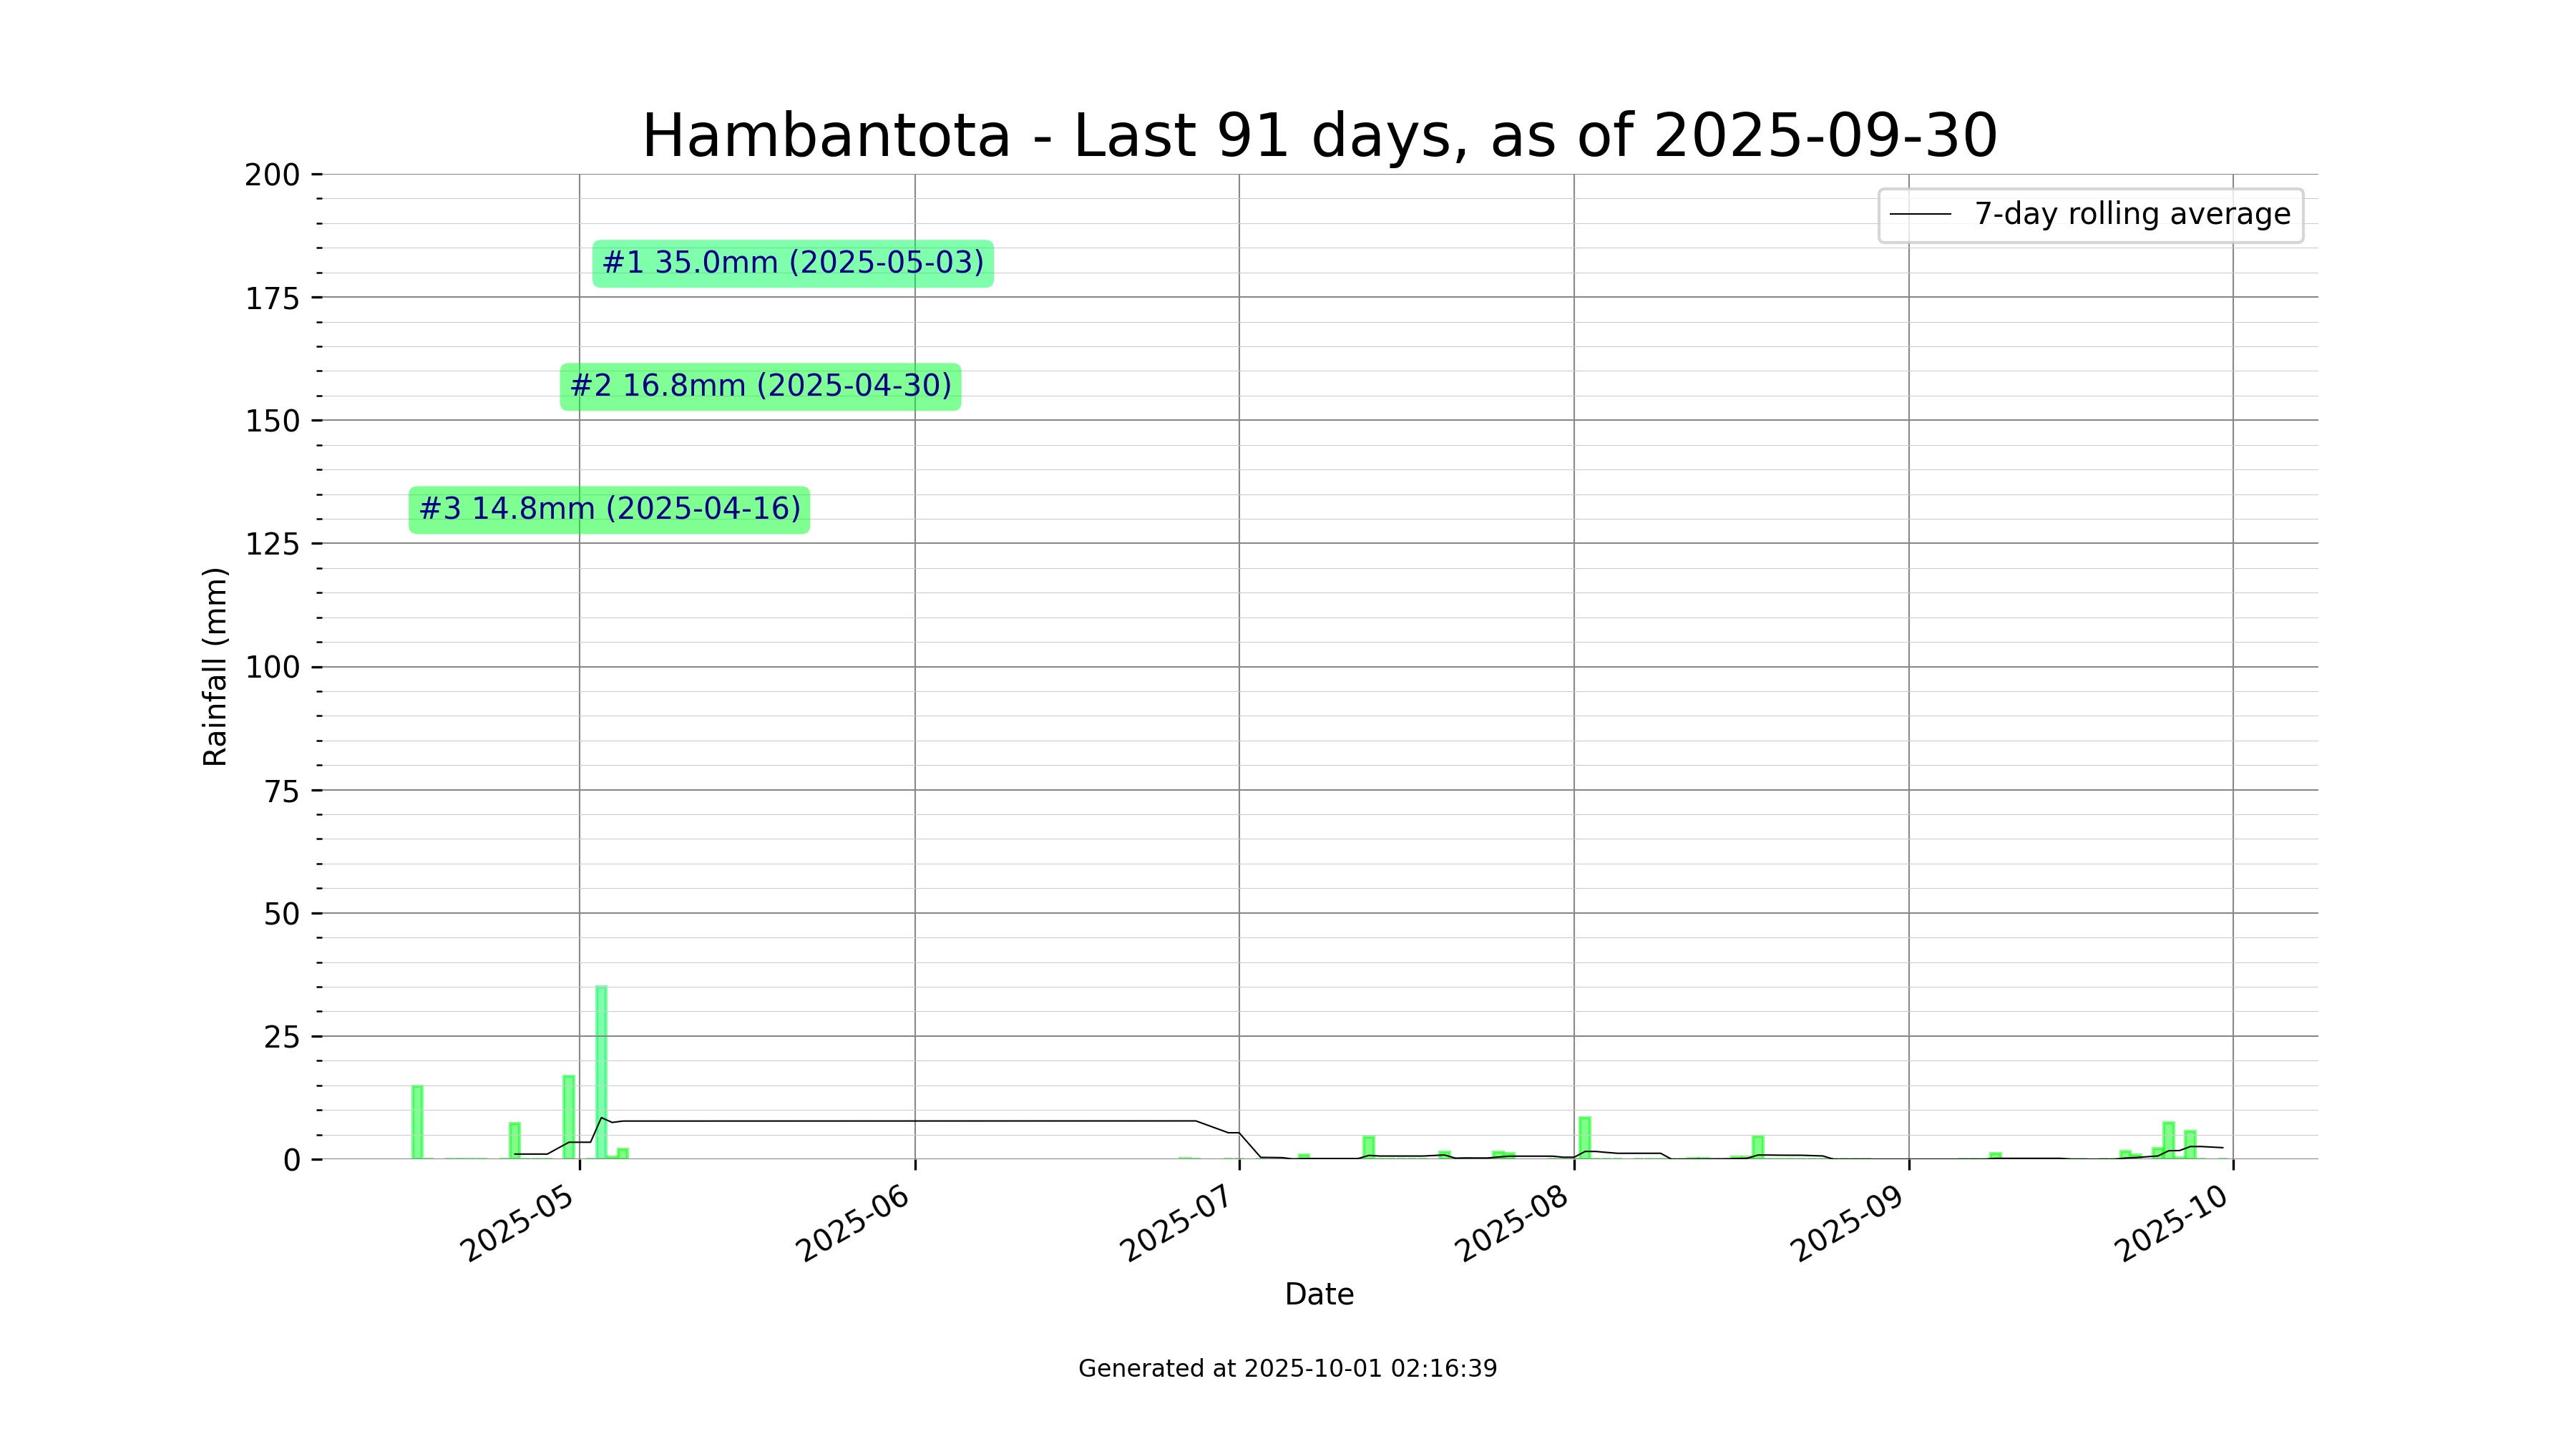 Hambantota - Last 91 days, as of 2025-09-30
200
175
150
125
100
75
50
25
0
Rainfall (mm)
7-day rolling average
#1 35.0mm (2025-05-03)
#2 16.8mm (2025-04-30)
#3 14.8mm (2025-04-16)
2025-05
2025-06
2025-07
2025-08
2025-09
2025-10
Date
Generated at 2025-10-01 02:16:39